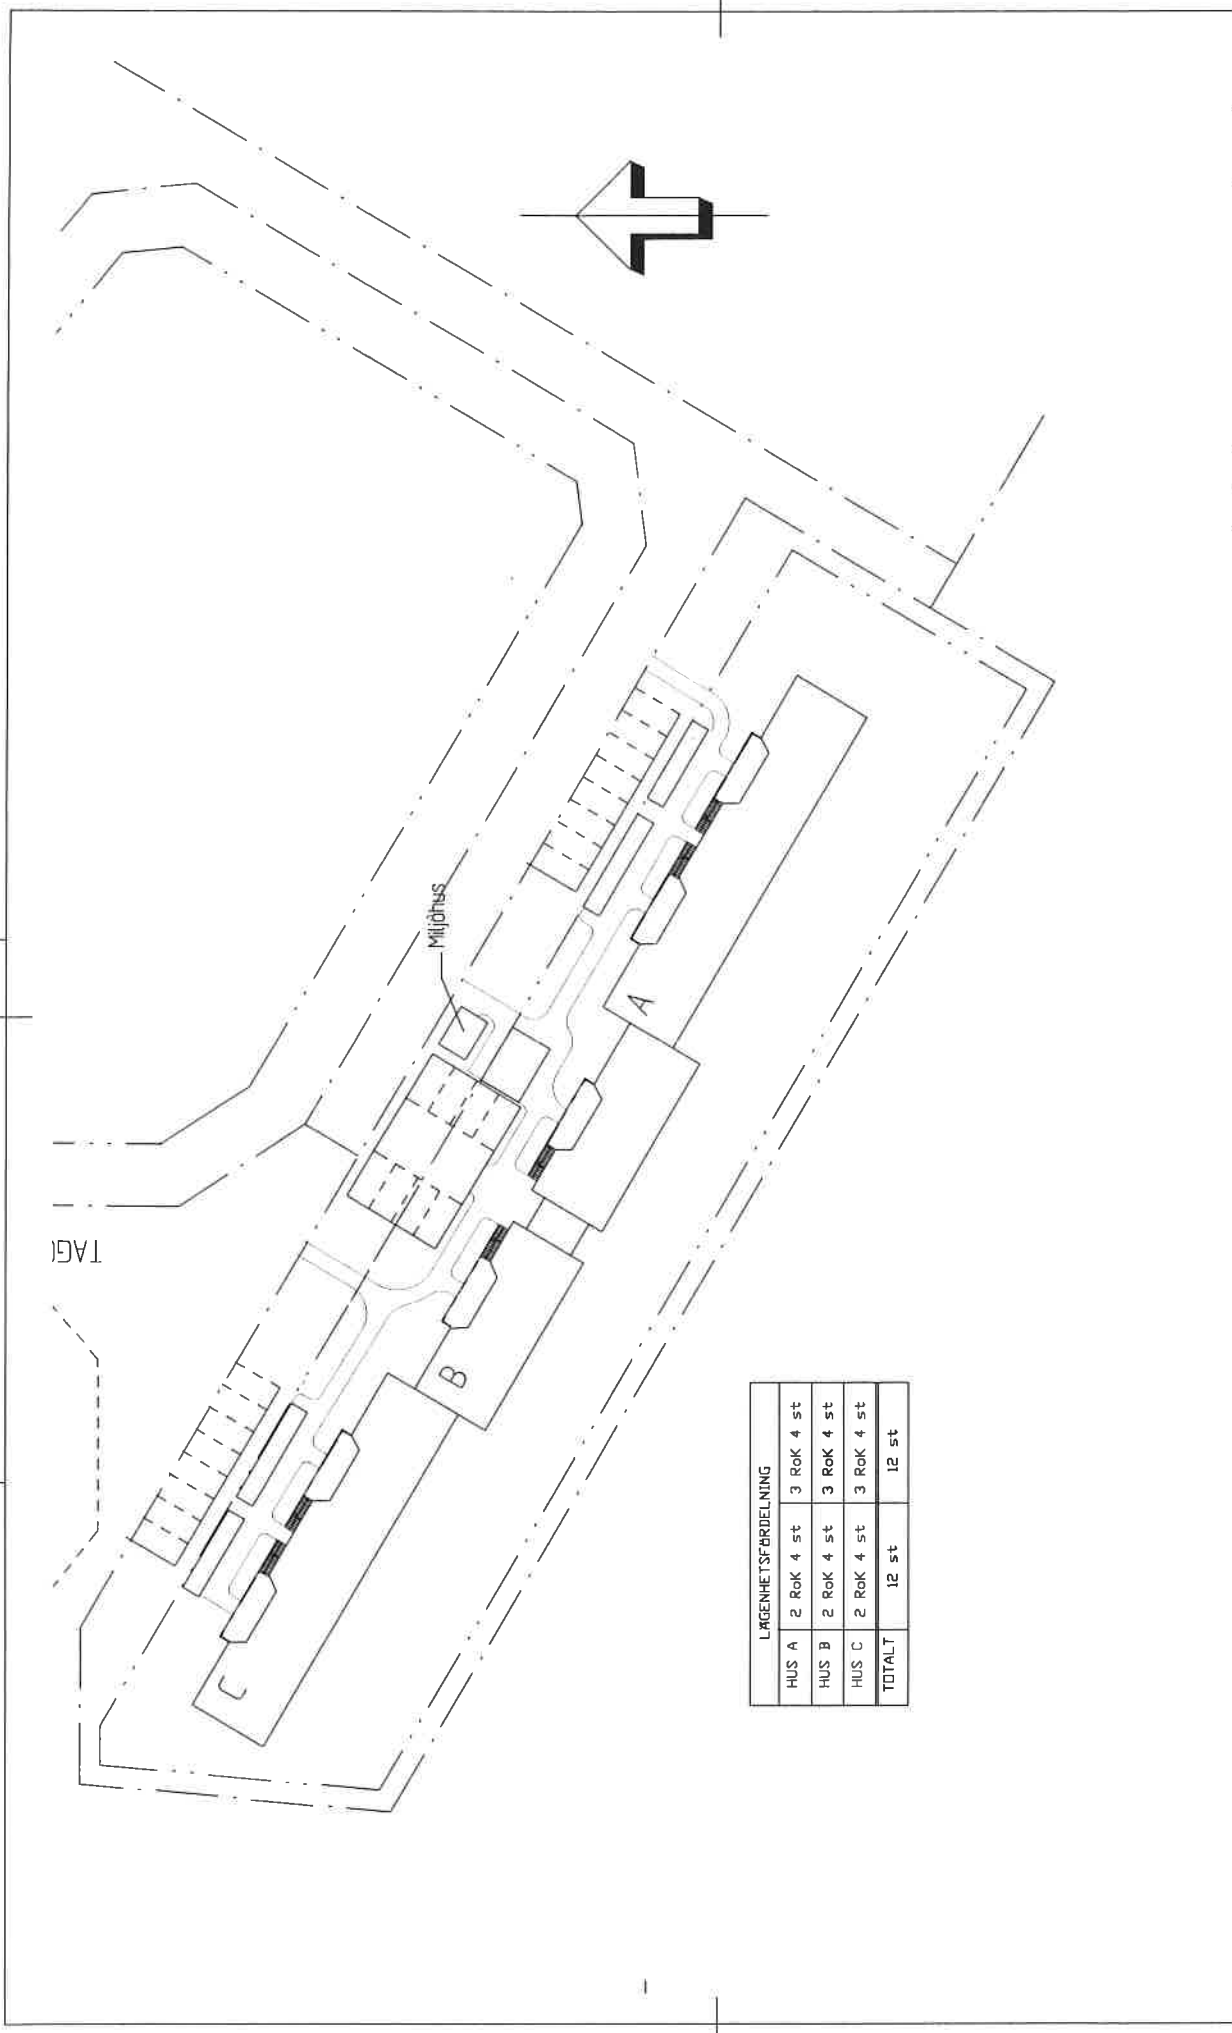 TAG
Miljöhus
A
B
C
LÄGENHETSFÖRDELNING
HUS A 2 RoK 4 st 3 RoK 4 st
HUS B 2 RoK 4 st 3 RoK 4 st
HUS C 2 RoK 4 st 3 RoK 4 st
TOTALT 12 st 12 st